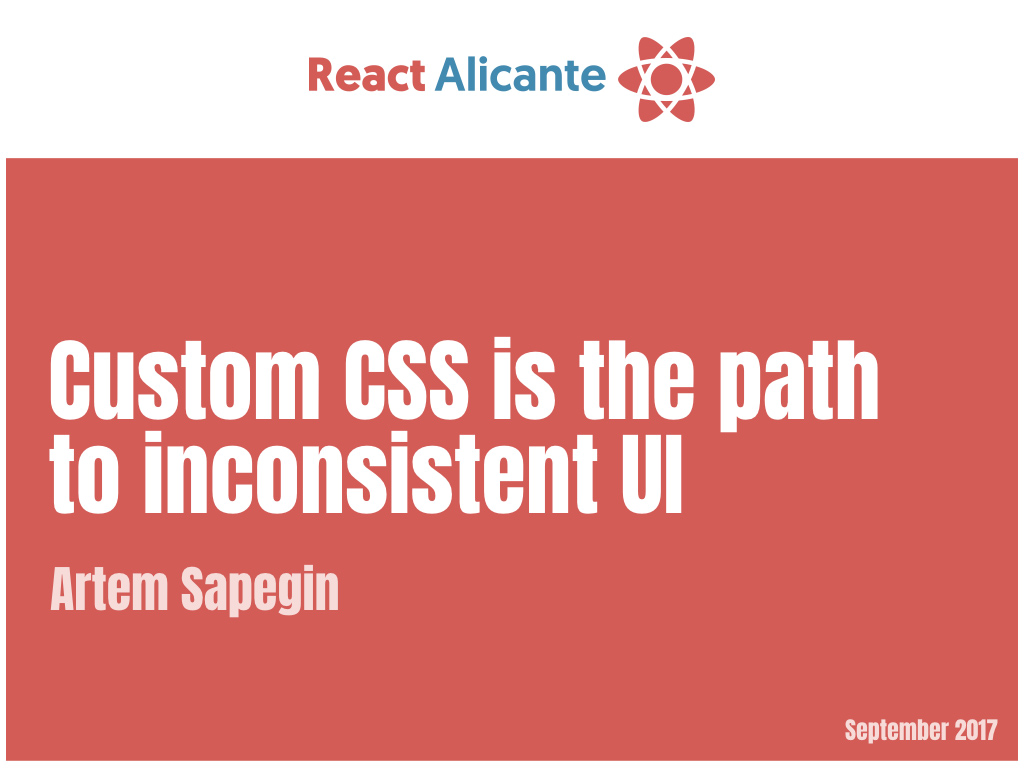 React Alicante
Custom CSS is the path
to inconsistent UI
Artem Sapegin
September 2017